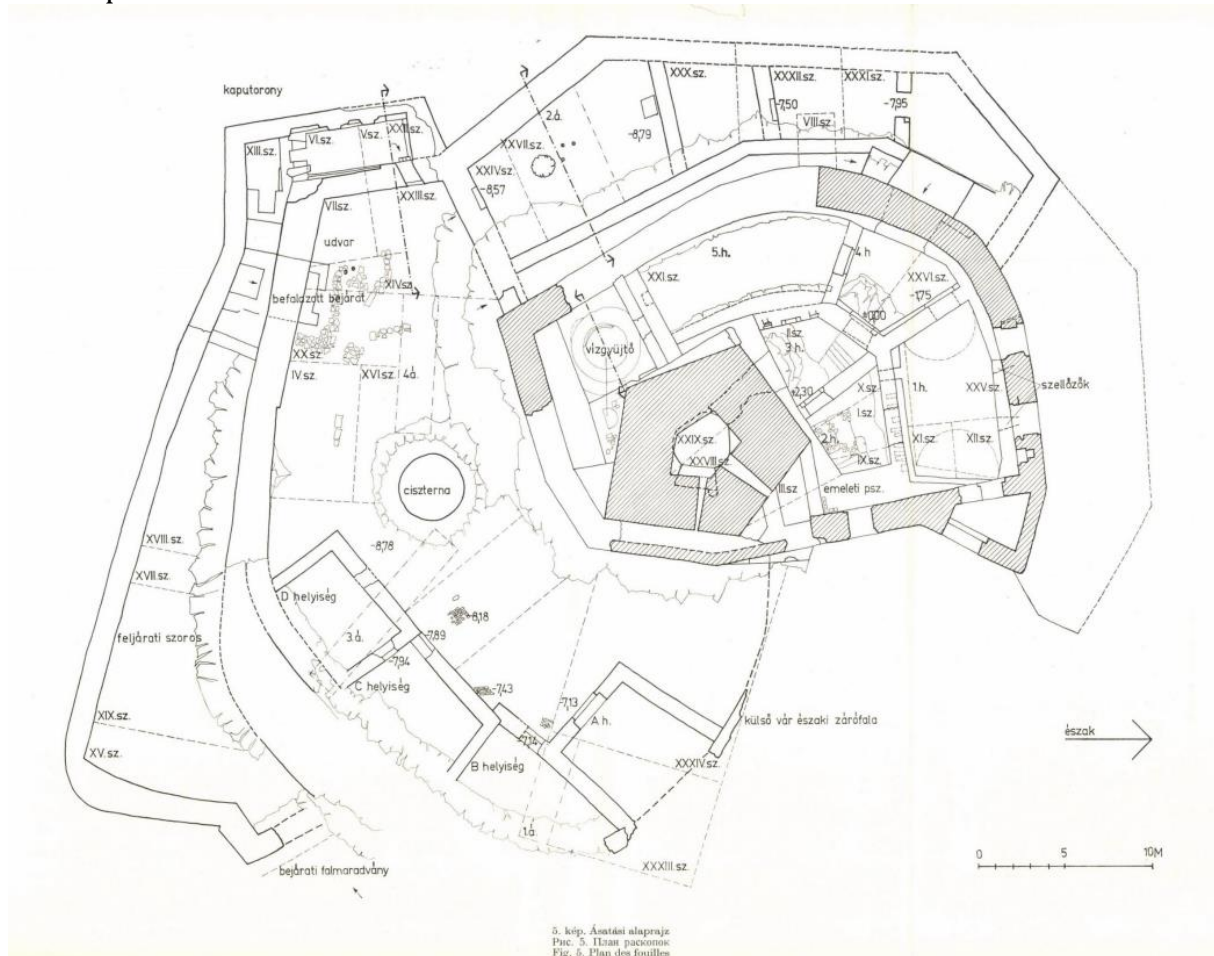 kaputorony
XIII.sz.
VI.sz.
V.sz.
XXII.sz.
2.á.
XXX.sz.
XXXII.sz.
XXXI.sz.
-7,50
-7,95
VIII.sz.
-8,79
XXVII.sz.
XXIV.sz.
-8,57
XXIII.sz.
VII.sz.
udvar
XIV.sz.
befalazott bejárat
XX.sz.
IV.sz.
XVI.sz.
4.á.
5.h.
XXI.sz.
4.h
XXVI.sz.
-1,75
±0,00
vízgyűjtő
II.sz.
3.h.
2,30
X.sz.
I.sz.
1.h.
XXV.sz.
szellőzők
2.h.
XI.sz.
XII.sz.
IX.sz.
XXIX.sz.
XXVIII.sz.
III.sz.
emeleti psz.
ciszterna
-8,78
XVIII.sz.
XVII.sz.
D helyiség
feljárati szoros
3.á.
-8,18
-7,89
-7,94
C helyiség
-7,43
-7,13
-7,14
A h.
külső vár északi zárófala
észak
XIX.sz.
XV.sz.
B helyiség
XXXIV.sz.
1.á.
XXXIII.sz.
bejárati falmaradvány
0 5 10M
5. kép. Ásatási alaprajz
Рис. 5. План раскопок
Fig. 5. Plan des fouilles